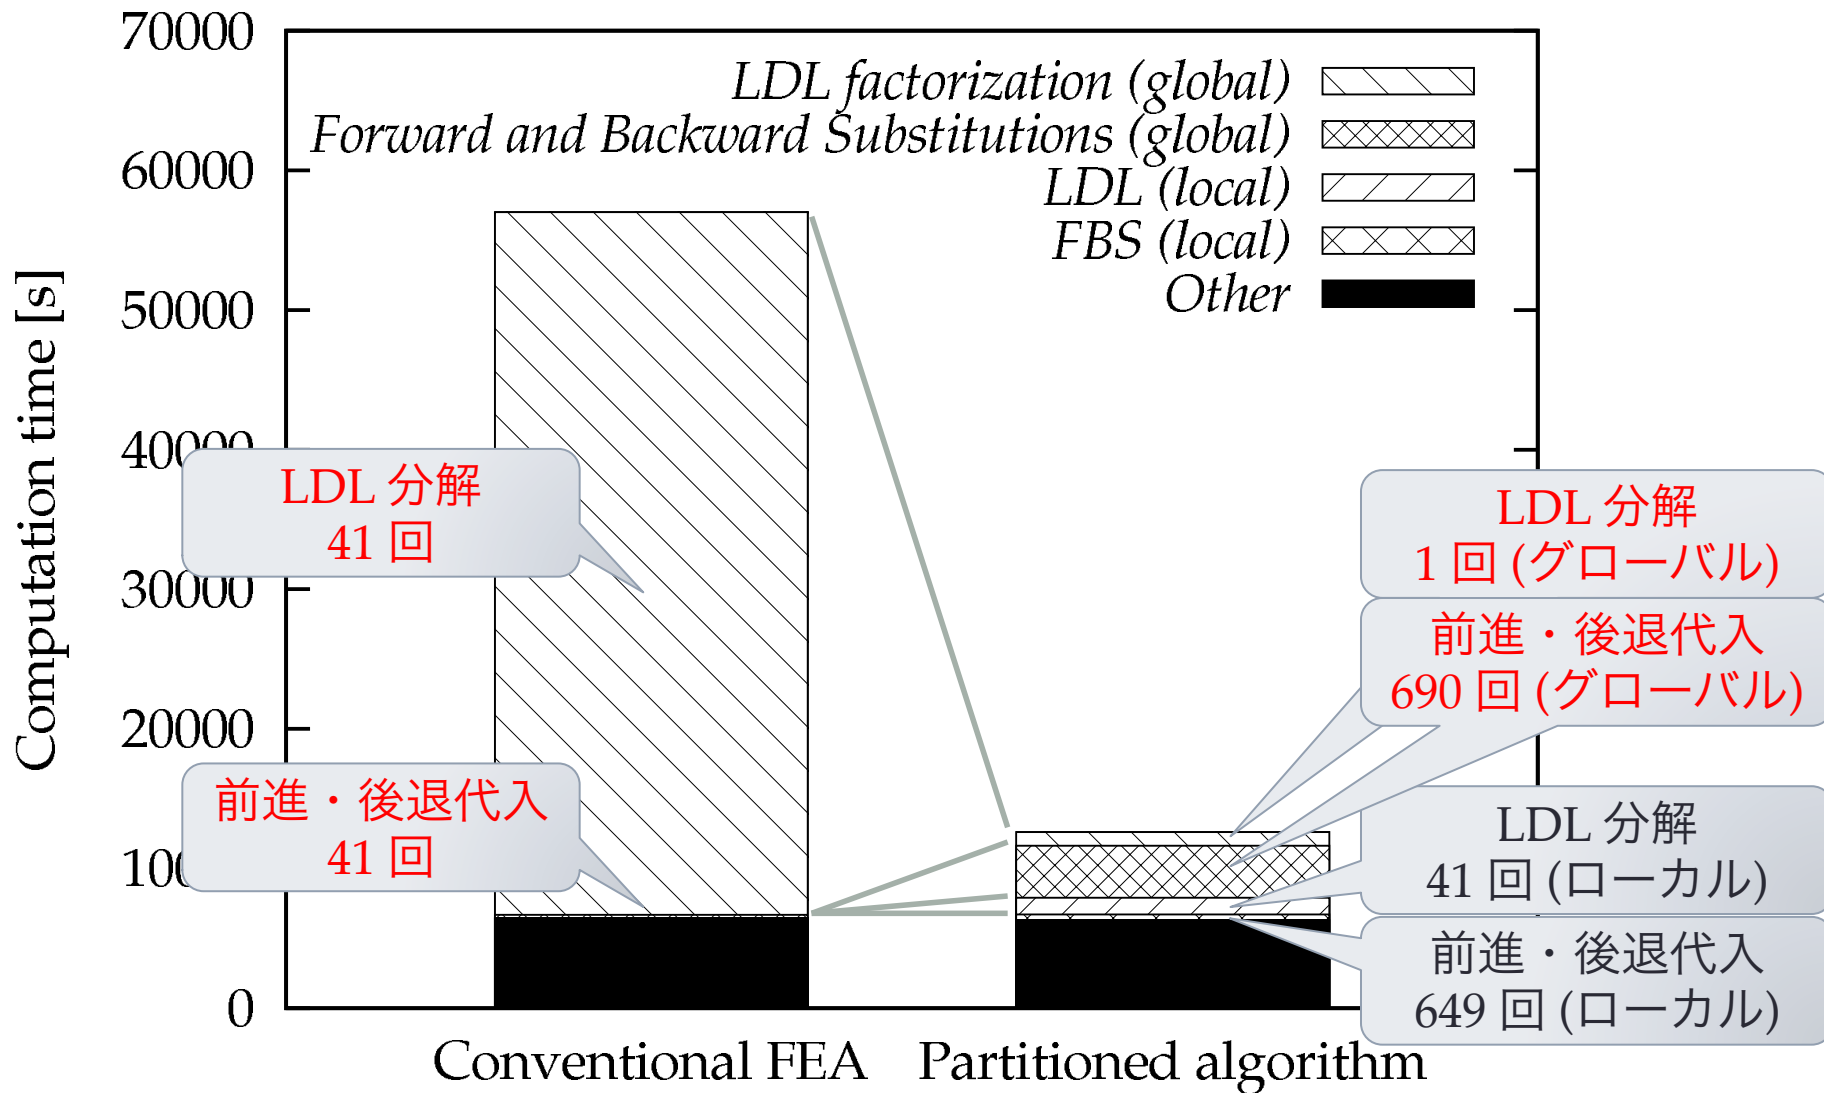 70000
60000
50000
30000
20000
0
Computation time [s]
LDL factorization (global)
Forward and Backward Substitutions (global)
LDL (local)
FBS (local)
Other
LDL 分解
41 回
前進・後退代入
41 回
LDL 分解
1 回 (グローバル)
前進・後退代入
690 回 (グローバル)
LDL 分解
41 回 (ローカル)
前進・後退代入
649 回 (ローカル)
Conventional FEA
Partitioned algorithm